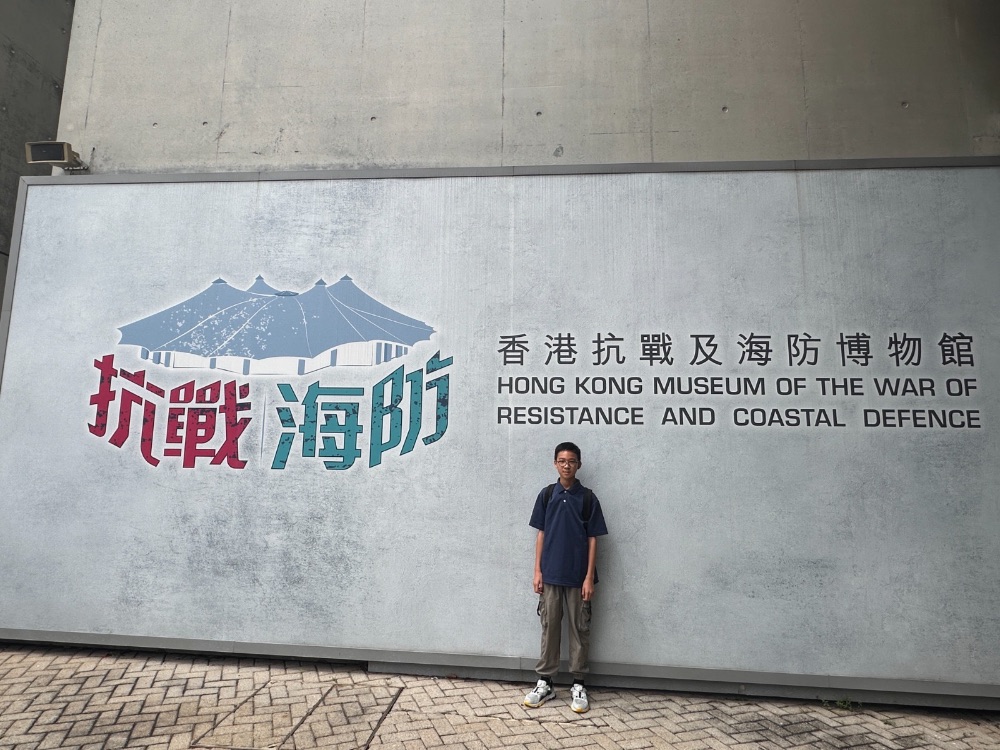 抗戰 海防
香港抗戰及海防博物館
HONG KONG MUSEUM OF THE WAR OF
RESISTANCE AND COASTAL DEFENCE